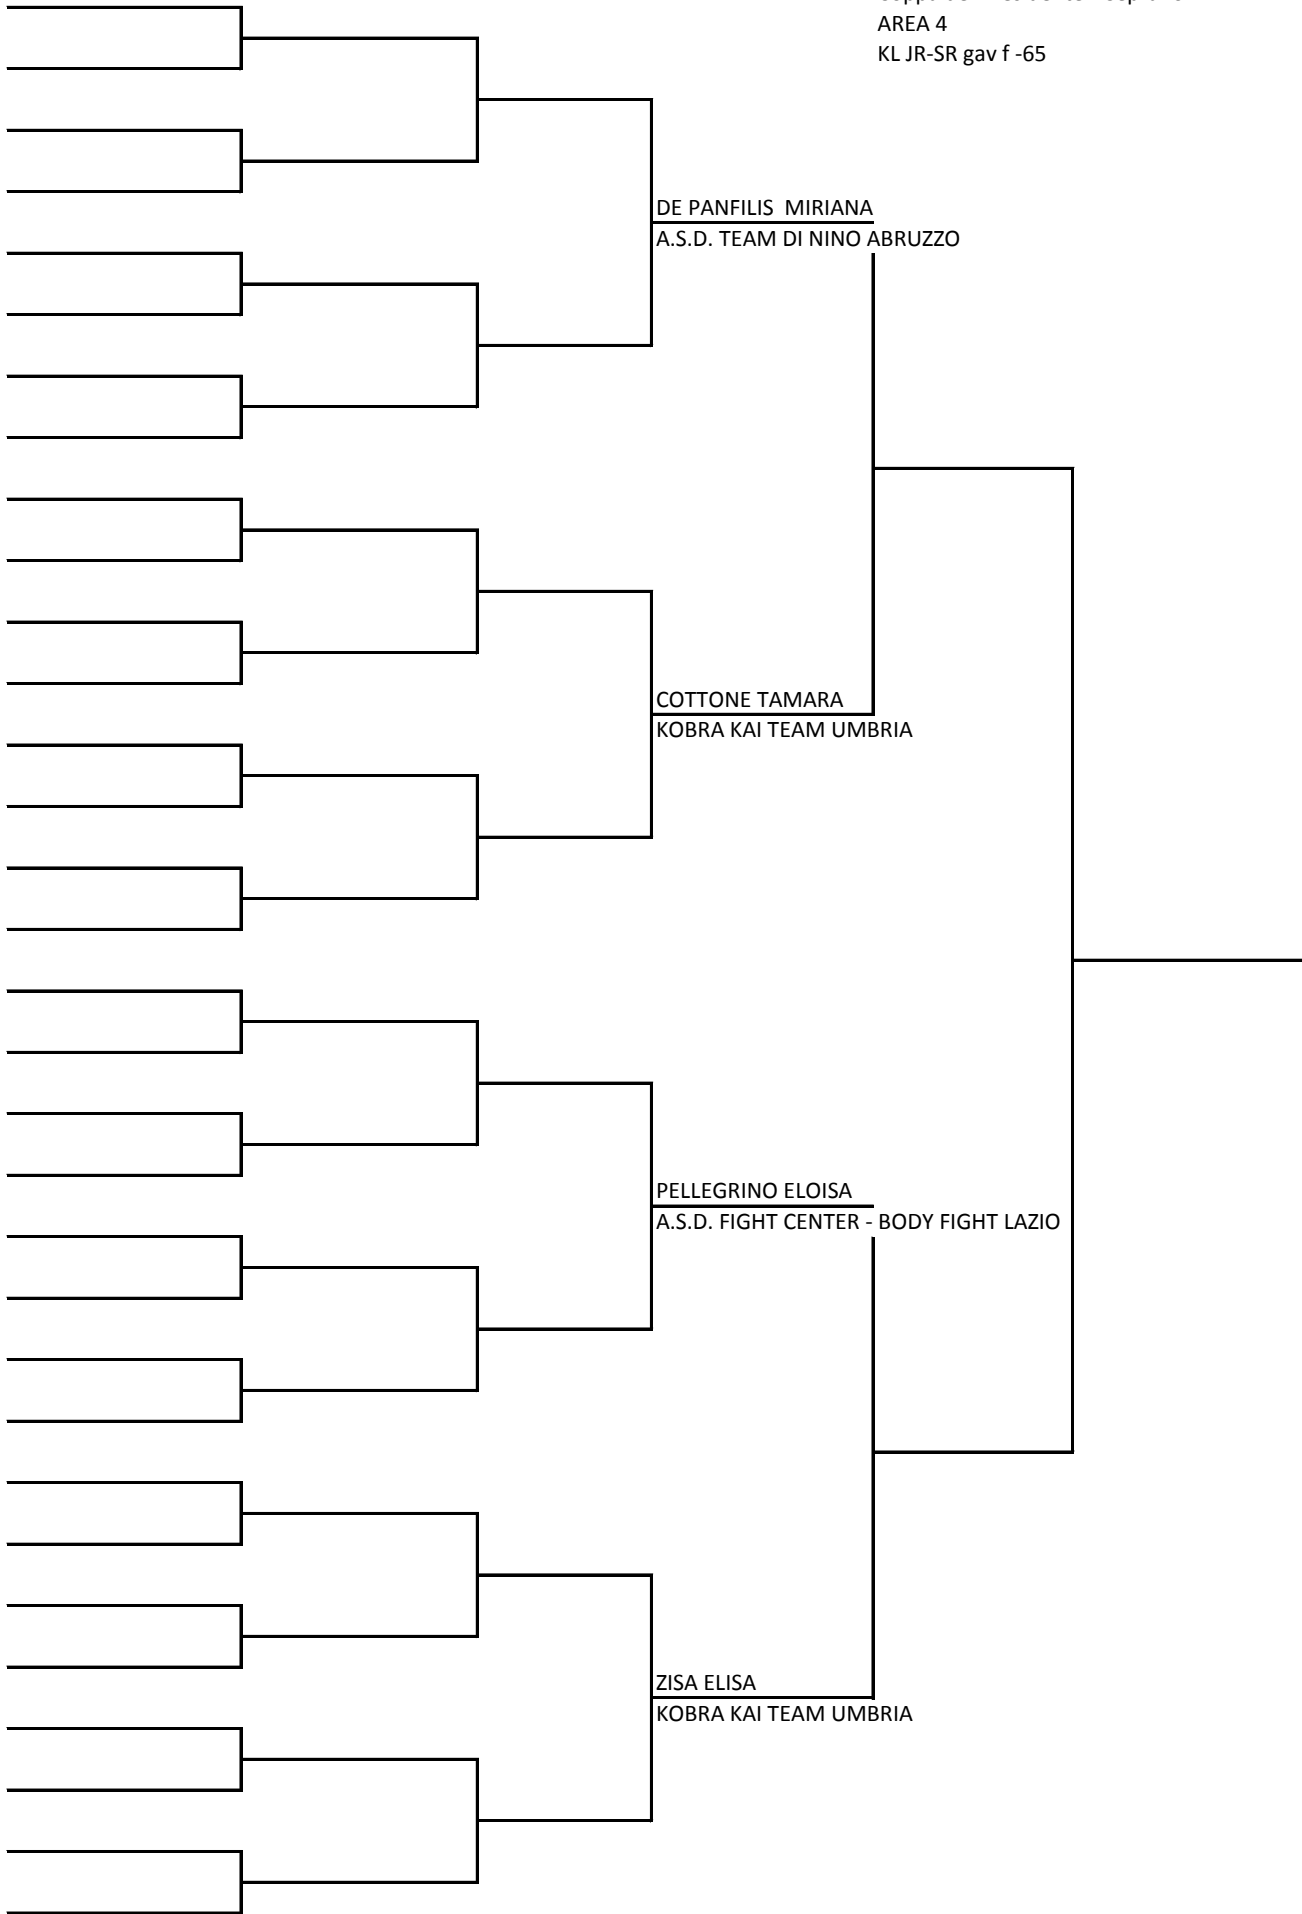 AREA 4
KL JR-SR gav f -65
DE PANFILIS  MIRIANA
A.S.D. TEAM DI NINO ABRUZZO
COTTONE TAMARA
KOBRA KAI TEAM UMBRIA
PELLEGRINO ELOISA
A.S.D. FIGHT CENTER - BODY FIGHT LAZIO
ZISA ELISA
KOBRA KAI TEAM UMBRIA